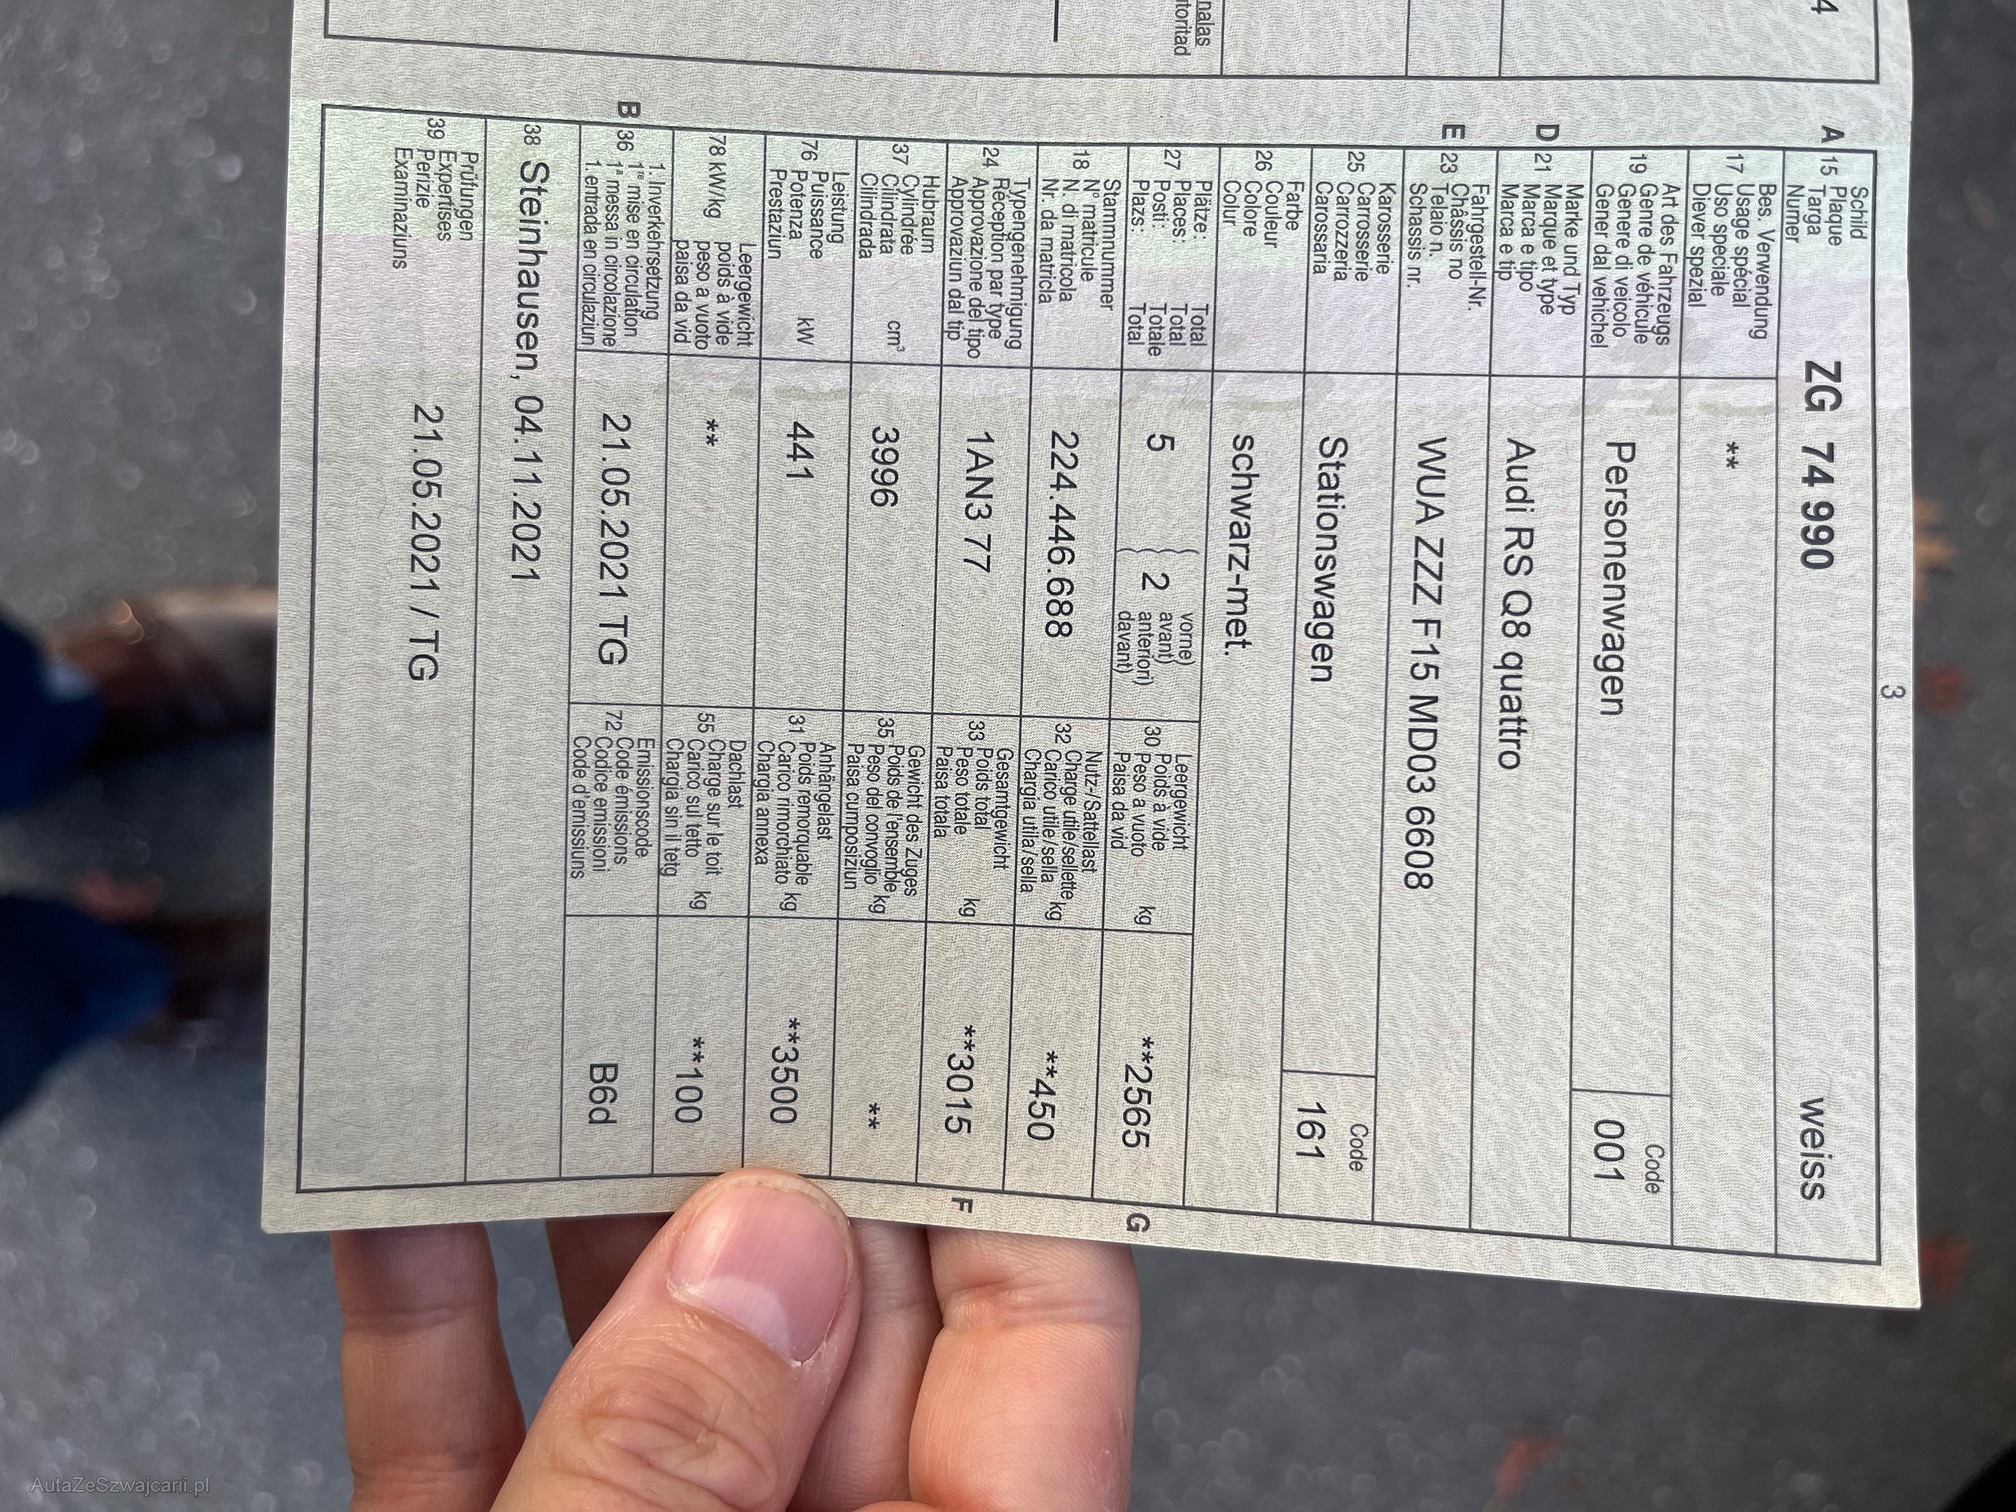 4
nalas
toritad
3
A 15 Schild
Plaque
Targa
Numer
ZG 74 990
weiss
17 Bes. Verwendung
Usage spécial
Uso speciale
Diever spezial
**
19 Art des Fahrzeugs
Genre de véhicule
Genere di veicolo
Gener dal vehichel
Personenwagen
Code
001
D 21 Marke und Typ
Marque et type
Marca e tipo
Marca e tip
Audi RS Q8 quattro
E 23 Fahrgestell-Nr.
Châssis no
Telaio n.
Schassis nr.
WUA ZZZ F15 MD03 6608
25 Karosserie
Carrosserie
Carrozzeria
Carossaria
Stationswagen
Code
161
26 Farbe
Couleur
Colore
Colur
schwarz-met.
27 Plätze: Total
Places: Total
Posti: Totale
Plazs: Total
5
2
vorne)
avant)
anteriori)
davant)
30 Leergewicht
Poids à vide
Peso a vuoto kg
Paisa da vid
**2565
G
18 Stammnummer
N° matricule
N. di matricola
Nr. da matricla
224.446.688
32 Nutz-/Sattellast
Charge utile/sellette
Carico utile/sella kg
Chargia utila/sella
**450
24 Typengenehmigung
Réception par type
Approvazione del tipo
Approvaziun dal tip
1AN3 77
33 Gesamtgewicht
Poids total
Peso totale kg
Paisa totala
**3015
F
37 Hubraum
Cylindrée
Cilindrata cm³
Cilindrada
3996
35 Gewicht des Zuges
Poids de l'ensemble
Peso del convoglio kg
Paisa cumposiziun
**
76 Leistung
Puissance
Potenza kW
Prestaziun
441
31 Anhängelast
Poids remorquable
Carico rimorchiato kg
Chargia annexa
**3500
78 kW/kg Leergewicht
poids à vide
peso a vuoto
paisa da vid
**
55 Dachlast
Charge sur le toit
Carico sul tetto kg
Chargia sin il tetg
**100
B 36 1. Inverkehrsetzung
1re mise en circulation
1a messa in circolazione
1. entrada en circulaziun
21.05.2021 TG
72 Emissionscode
Code émissions
Codice emissioni
Code d'emissiuns
B6d
38 Steinhausen, 04.11.2021
39 Prüfungen
Expertises
Perizie
Examinaziuns
21.05.2021 / TG
AutaZeSzwajcarii.pl